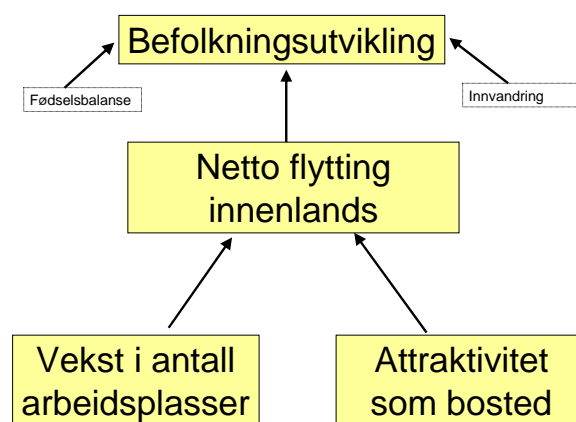 Befolkningsutvikling
Fødselsbalanse
Innvandring
Netto flytting
innenlands
Vekst i antall
arbeidsplasser
Attraktivitet
som bosted